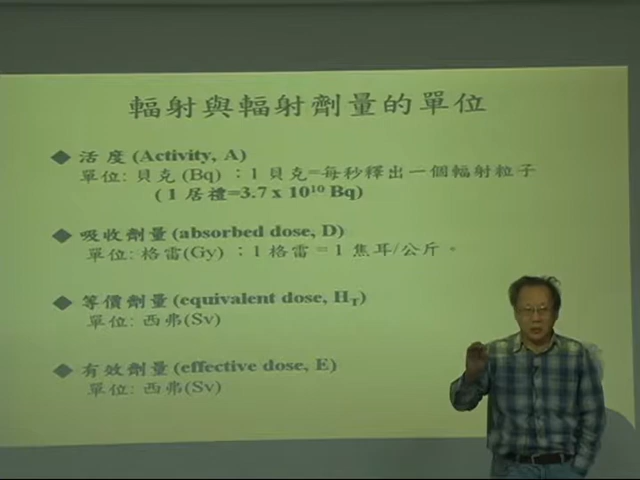 輻射與輻射劑量的單位
◆ 活度 (Activity, A)
單位: 貝克 (Bq) ：1 貝克=每秒釋出一個輻射粒子
( 1 居禮=3.7 x 10¹⁰ Bq)
◆ 吸收劑量 (absorbed dose, D)
單位: 格雷(Gy) ：1 格雷 = 1 焦耳/公斤。
◆ 等價劑量 (equivalent dose, H_T)
單位: 西弗(Sv)
◆ 有效劑量 (effective dose, E)
單位: 西弗(Sv)